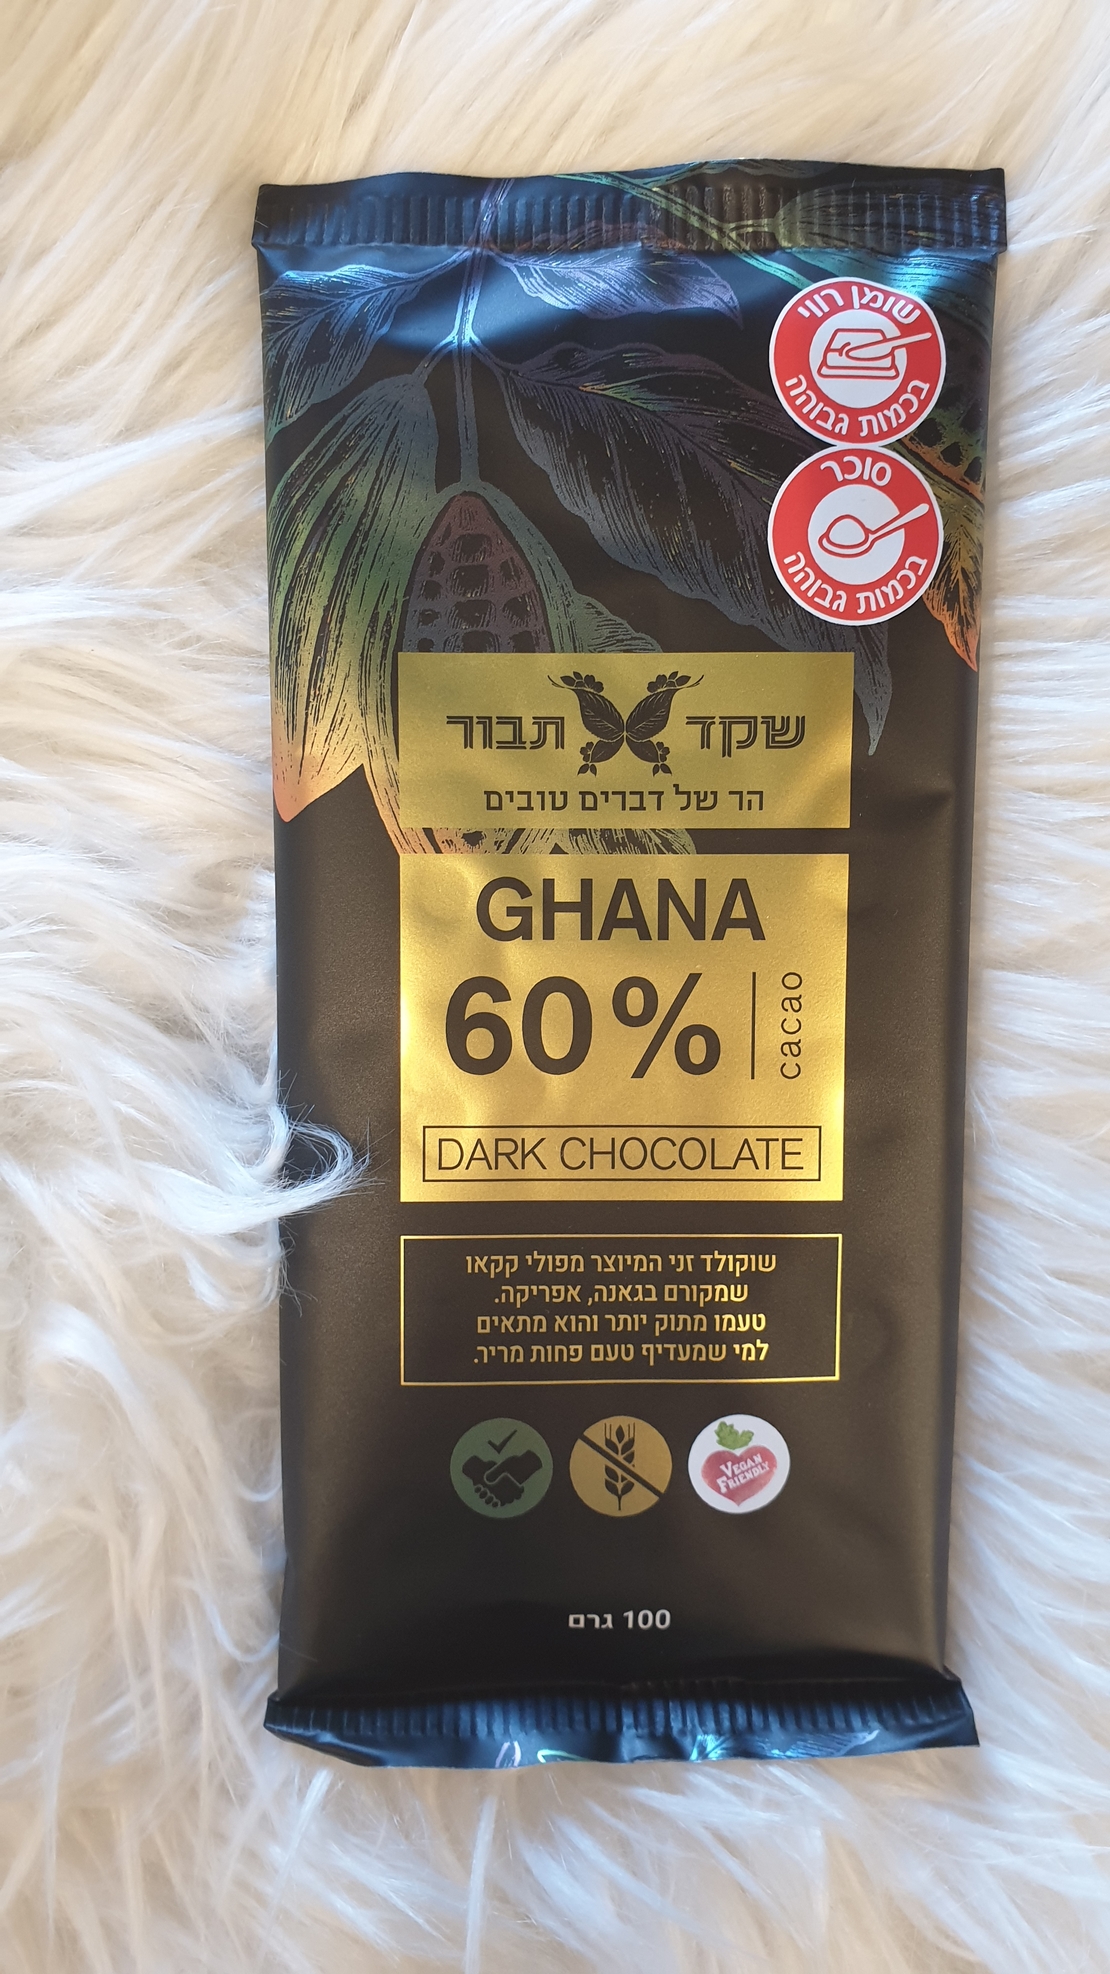 שומן רווי
בכמות גבוהה
סוכר
בכמות גבוהה
שקד תבור
הר של דברים טובים
GHANA
60% cacao
DARK CHOCOLATE
שוקולד זני המיוצר מפולי קקאו
שמקורם בגאנה, אפריקה.
טעמו מתוק יותר והוא מתאים
למי שמעדיף טעם פחות מריר.
VEGAN
FRIENDLY
100 גרם